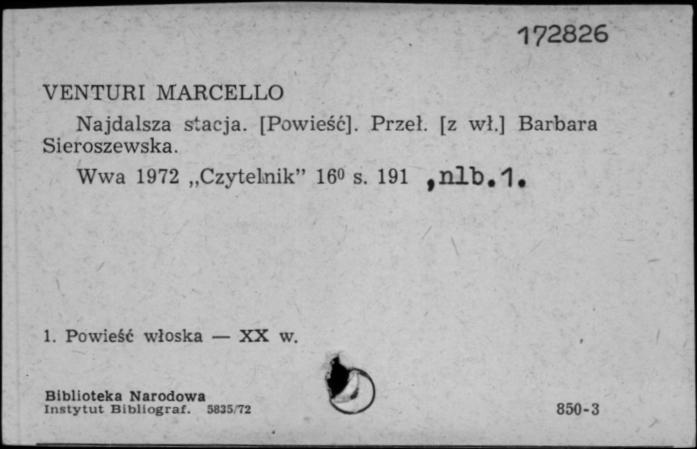 172826
VENTURI MARCELLO
Najdalsza stacja. [Powieść]. Przeł. [z wł.] Barbara
Sieroszewska.
Wwa 1972 „Czytelnik” 16⁰ s. 191 ,nlb.1.
1. Powieść włoska — XX w.
Biblioteka Narodowa
Instytut Bibliograf. 5835/72
850-3